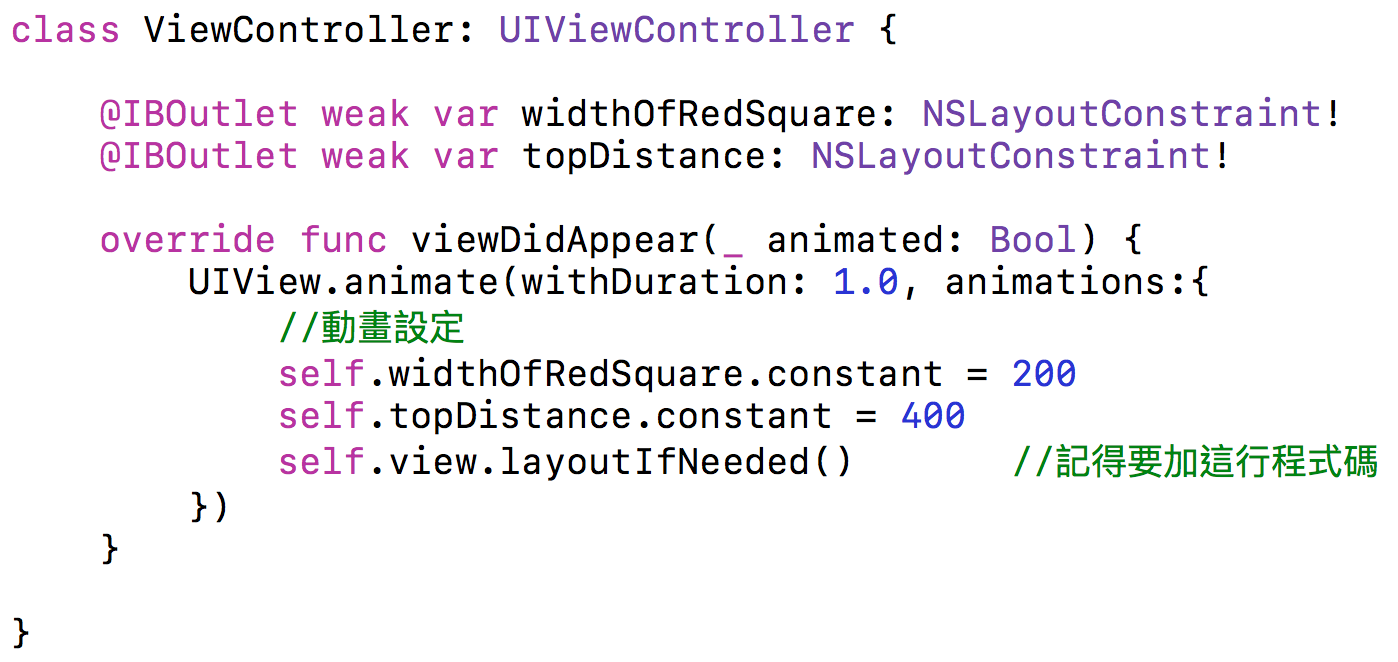 class ViewController: UIViewController {
@IBOutlet weak var widthOfRedSquare: NSLayoutConstraint!
@IBOutlet weak var topDistance: NSLayoutConstraint!
override func viewDidAppear(_ animated: Bool) {
UIView.animate(withDuration: 1.0, animations:{
//動畫設定
self.widthOfRedSquare.constant = 200
self.topDistance.constant = 400
self.view.layoutIfNeeded() //記得要加這行程式碼
})
}
}